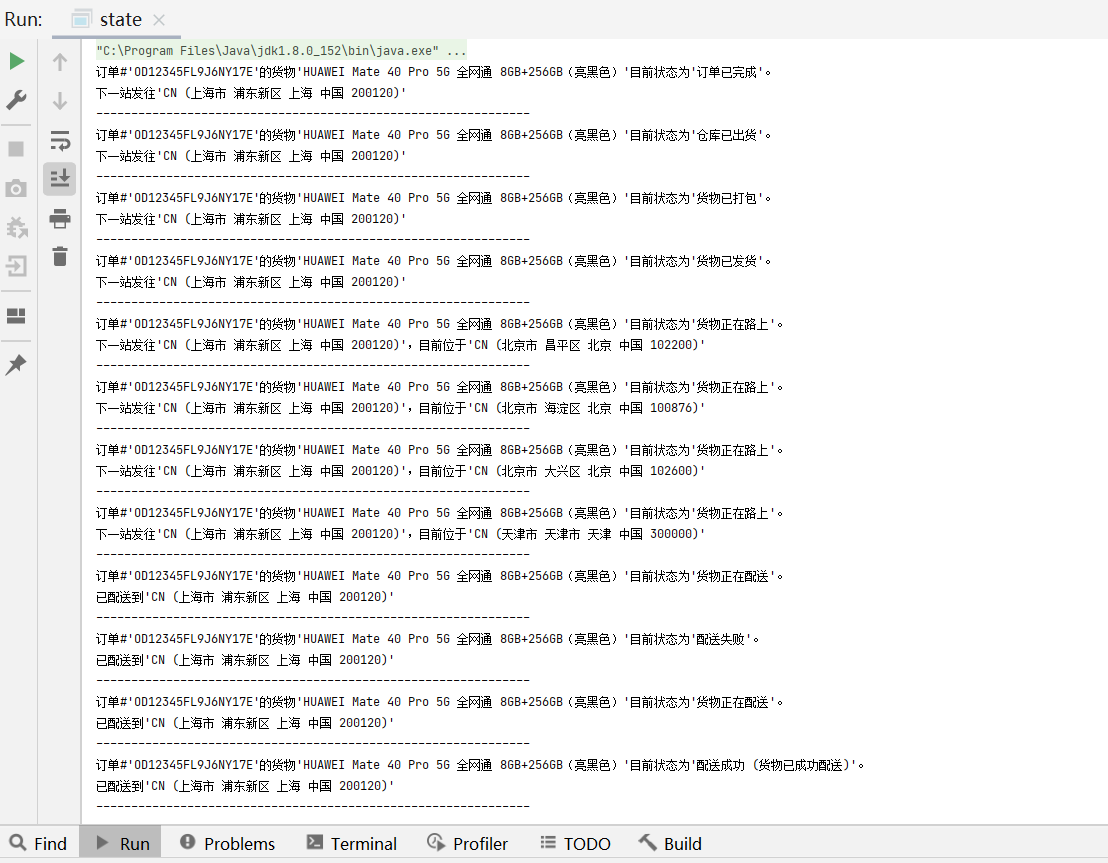 Run: state
"C:\Program Files\Java\jdk1.8.0_152\bin\java.exe" ...
订单#'OD12345FL9J6NY17E'的货物'HUAWEI Mate 40 Pro 5G 全网通 8GB+256GB（亮黑色）'目前状态为'订单已完成'。
下一站发往'CN (上海市 浦东新区 上海 中国 200120)'
--------------------------------------------------------------
订单#'OD12345FL9J6NY17E'的货物'HUAWEI Mate 40 Pro 5G 全网通 8GB+256GB（亮黑色）'目前状态为'仓库已出货'。
下一站发往'CN (上海市 浦东新区 上海 中国 200120)'
--------------------------------------------------------------
订单#'OD12345FL9J6NY17E'的货物'HUAWEI Mate 40 Pro 5G 全网通 8GB+256GB（亮黑色）'目前状态为'货物已打包'。
下一站发往'CN (上海市 浦东新区 上海 中国 200120)'
--------------------------------------------------------------
订单#'OD12345FL9J6NY17E'的货物'HUAWEI Mate 40 Pro 5G 全网通 8GB+256GB（亮黑色）'目前状态为'货物已发货'。
下一站发往'CN (上海市 浦东新区 上海 中国 200120)'
--------------------------------------------------------------
订单#'OD12345FL9J6NY17E'的货物'HUAWEI Mate 40 Pro 5G 全网通 8GB+256GB（亮黑色）'目前状态为'货物正在路上'。
下一站发往'CN (上海市 浦东新区 上海 中国 200120)'，目前位于'CN (北京市 昌平区 北京 中国 102200)'
--------------------------------------------------------------
订单#'OD12345FL9J6NY17E'的货物'HUAWEI Mate 40 Pro 5G 全网通 8GB+256GB（亮黑色）'目前状态为'货物正在路上'。
下一站发往'CN (上海市 浦东新区 上海 中国 200120)'，目前位于'CN (北京市 海淀区 北京 中国 100876)'
--------------------------------------------------------------
订单#'OD12345FL9J6NY17E'的货物'HUAWEI Mate 40 Pro 5G 全网通 8GB+256GB（亮黑色）'目前状态为'货物正在路上'。
下一站发往'CN (上海市 浦东新区 上海 中国 200120)'，目前位于'CN (北京市 大兴区 北京 中国 102600)'
--------------------------------------------------------------
订单#'OD12345FL9J6NY17E'的货物'HUAWEI Mate 40 Pro 5G 全网通 8GB+256GB（亮黑色）'目前状态为'货物正在路上'。
下一站发往'CN (上海市 浦东新区 上海 中国 200120)'，目前位于'CN (天津市 天津市 天津 中国 300000)'
--------------------------------------------------------------
订单#'OD12345FL9J6NY17E'的货物'HUAWEI Mate 40 Pro 5G 全网通 8GB+256GB（亮黑色）'目前状态为'货物正在配送'。
已配送到'CN (上海市 浦东新区 上海 中国 200120)'
--------------------------------------------------------------
订单#'OD12345FL9J6NY17E'的货物'HUAWEI Mate 40 Pro 5G 全网通 8GB+256GB（亮黑色）'目前状态为'配送失败'。
已配送到'CN (上海市 浦东新区 上海 中国 200120)'
--------------------------------------------------------------
订单#'OD12345FL9J6NY17E'的货物'HUAWEI Mate 40 Pro 5G 全网通 8GB+256GB（亮黑色）'目前状态为'货物正在配送'。
已配送到'CN (上海市 浦东新区 上海 中国 200120)'
--------------------------------------------------------------
订单#'OD12345FL9J6NY17E'的货物'HUAWEI Mate 40 Pro 5G 全网通 8GB+256GB（亮黑色）'目前状态为'配送成功 (货物已成功配送)'。
已配送到'CN (上海市 浦东新区 上海 中国 200120)'
--------------------------------------------------------------
Find Run Problems Terminal Profiler TODO Build